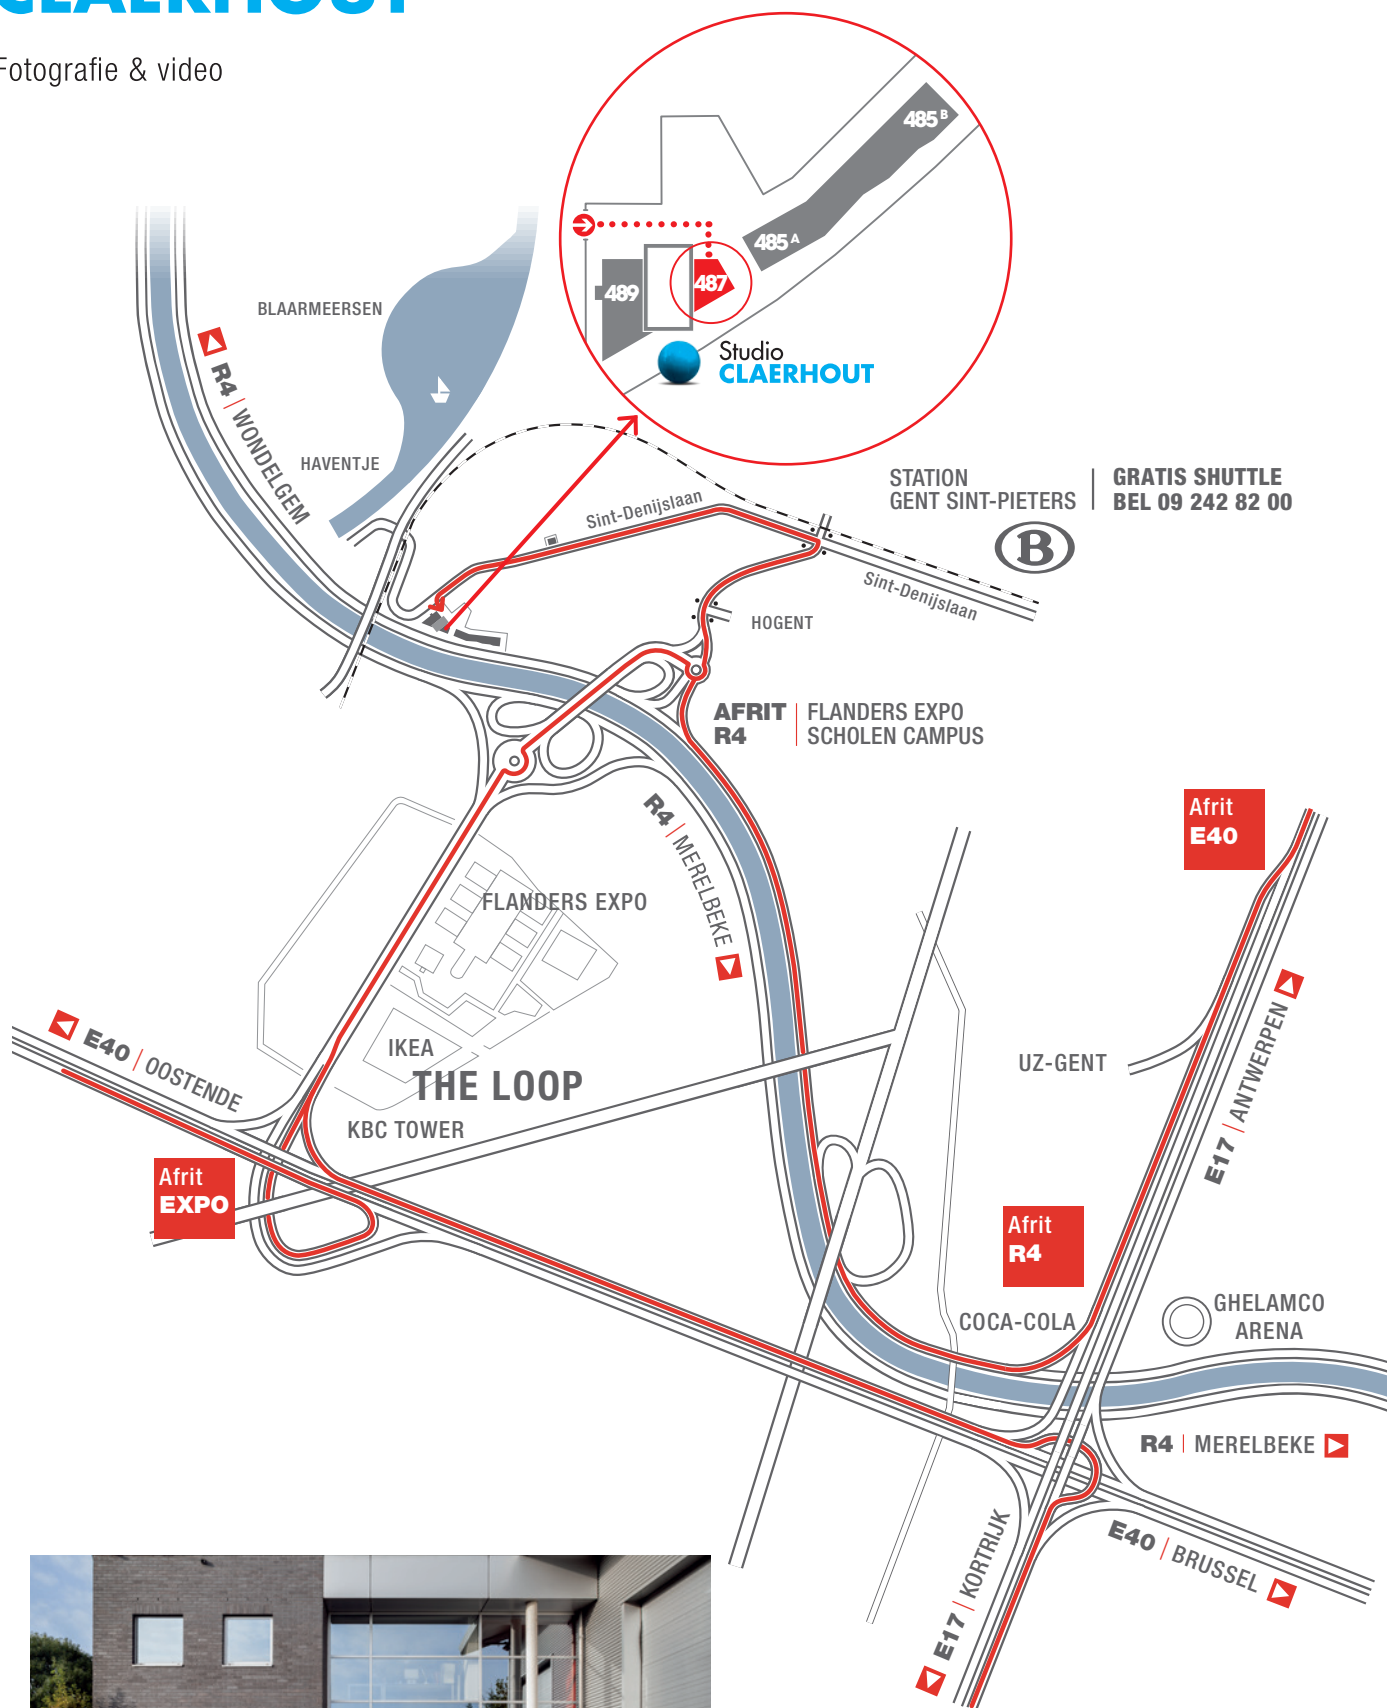 CLAERHOUT
Fotografie & video
485 B
485 A
487
489
Studio
CLAERHOUT
BLAARMEERSEN
R4 | WONDELGEM
HAVENTJE
STATION
GENT SINT-PIETERS
GRATIS SHUTTLE
BEL 09 242 82 00
B
Sint-Denijslaan
Sint-Denijslaan
HOGENT
AFRIT
R4
FLANDERS EXPO
SCHOLEN CAMPUS
R4 | MERELBEKE
Afrit
E40
FLANDERS EXPO
E40 | OOSTENDE
IKEA
THE LOOP
KBC TOWER
UZ-GENT
E17 | ANTWERPEN
Afrit
EXPO
Afrit
R4
COCA-COLA
GHELAMCO
ARENA
R4 | MERELBEKE
E40 | BRUSSEL
E17 | KORTRIJK